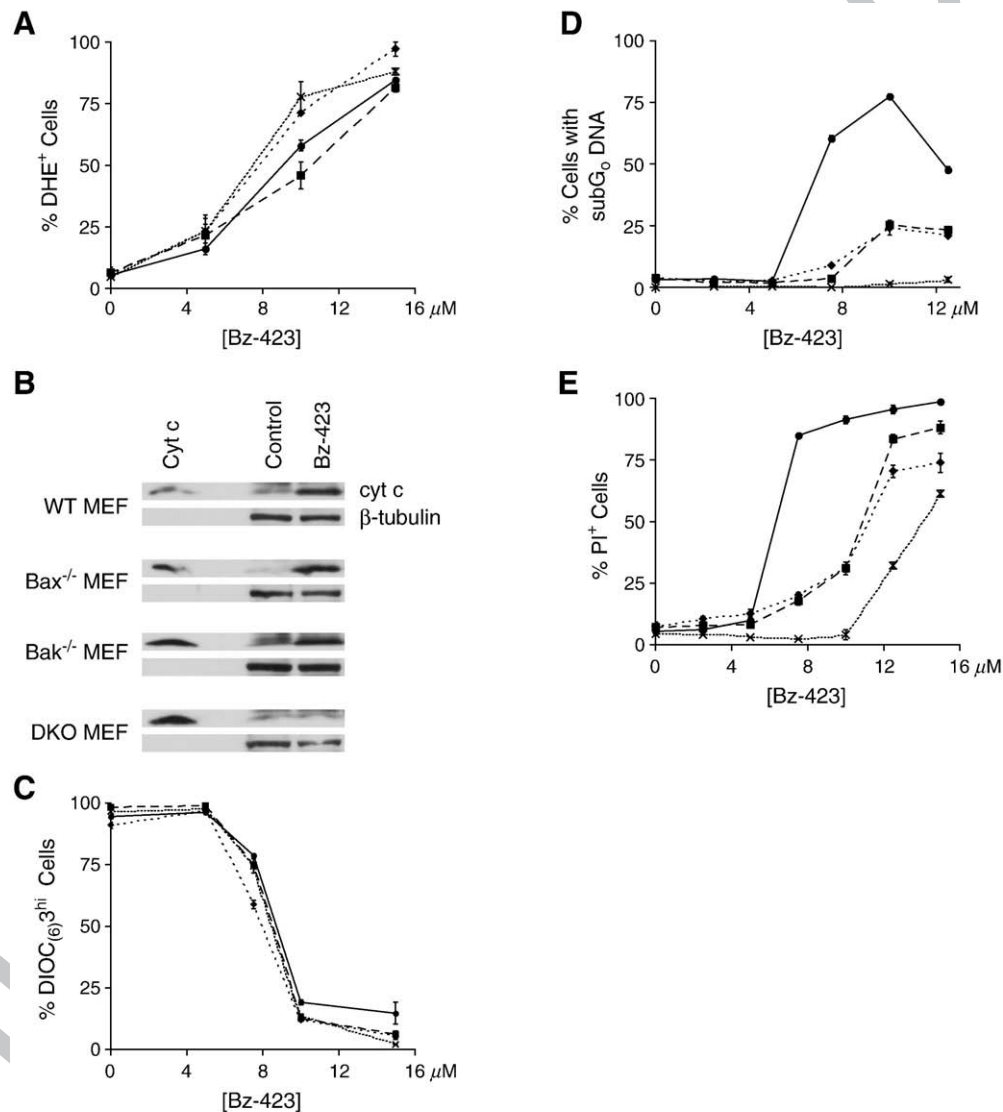 A
% DHE+ Cells
100
75
50
25
0
0 4 8 12 16 μM
[Bz-423]
B
Cyt c
Control
Bz-423
WT MEF
cyt c
β-tubulin
Bax-/- MEF
Bak-/- MEF
DKO MEF
C
% DIOC(6)3hi Cells
100
75
50
25
0
0 4 8 12 16 μM
[Bz-423]
D
% Cells with
subG0 DNA
100
75
50
25
0
0 4 8 12 μM
[Bz-423]
E
% PI+ Cells
100
75
50
25
0
0 4 8 12 16 μM
[Bz-423]